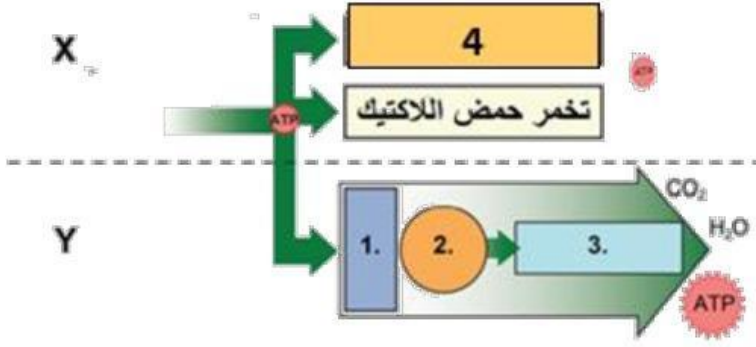 X
4
ATP
ATP
تخمر حمض اللاكتيك
CO₂
Y
1.
2.
3.
H₂O
ATP